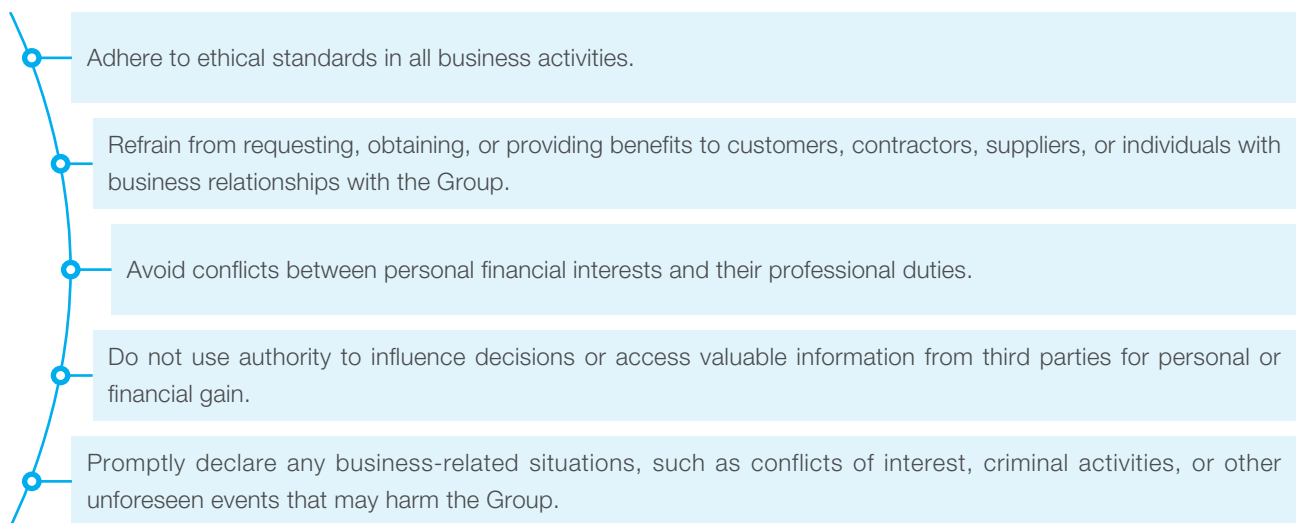 Adhere to ethical standards in all business activities.
Refrain from requesting, obtaining, or providing benefits to customers, contractors, suppliers, or individuals with
business relationships with the Group.
Avoid conflicts between personal financial interests and their professional duties.
Do not use authority to influence decisions or access valuable information from third parties for personal or
financial gain.
Promptly declare any business-related situations, such as conflicts of interest, criminal activities, or other
unforeseen events that may harm the Group.